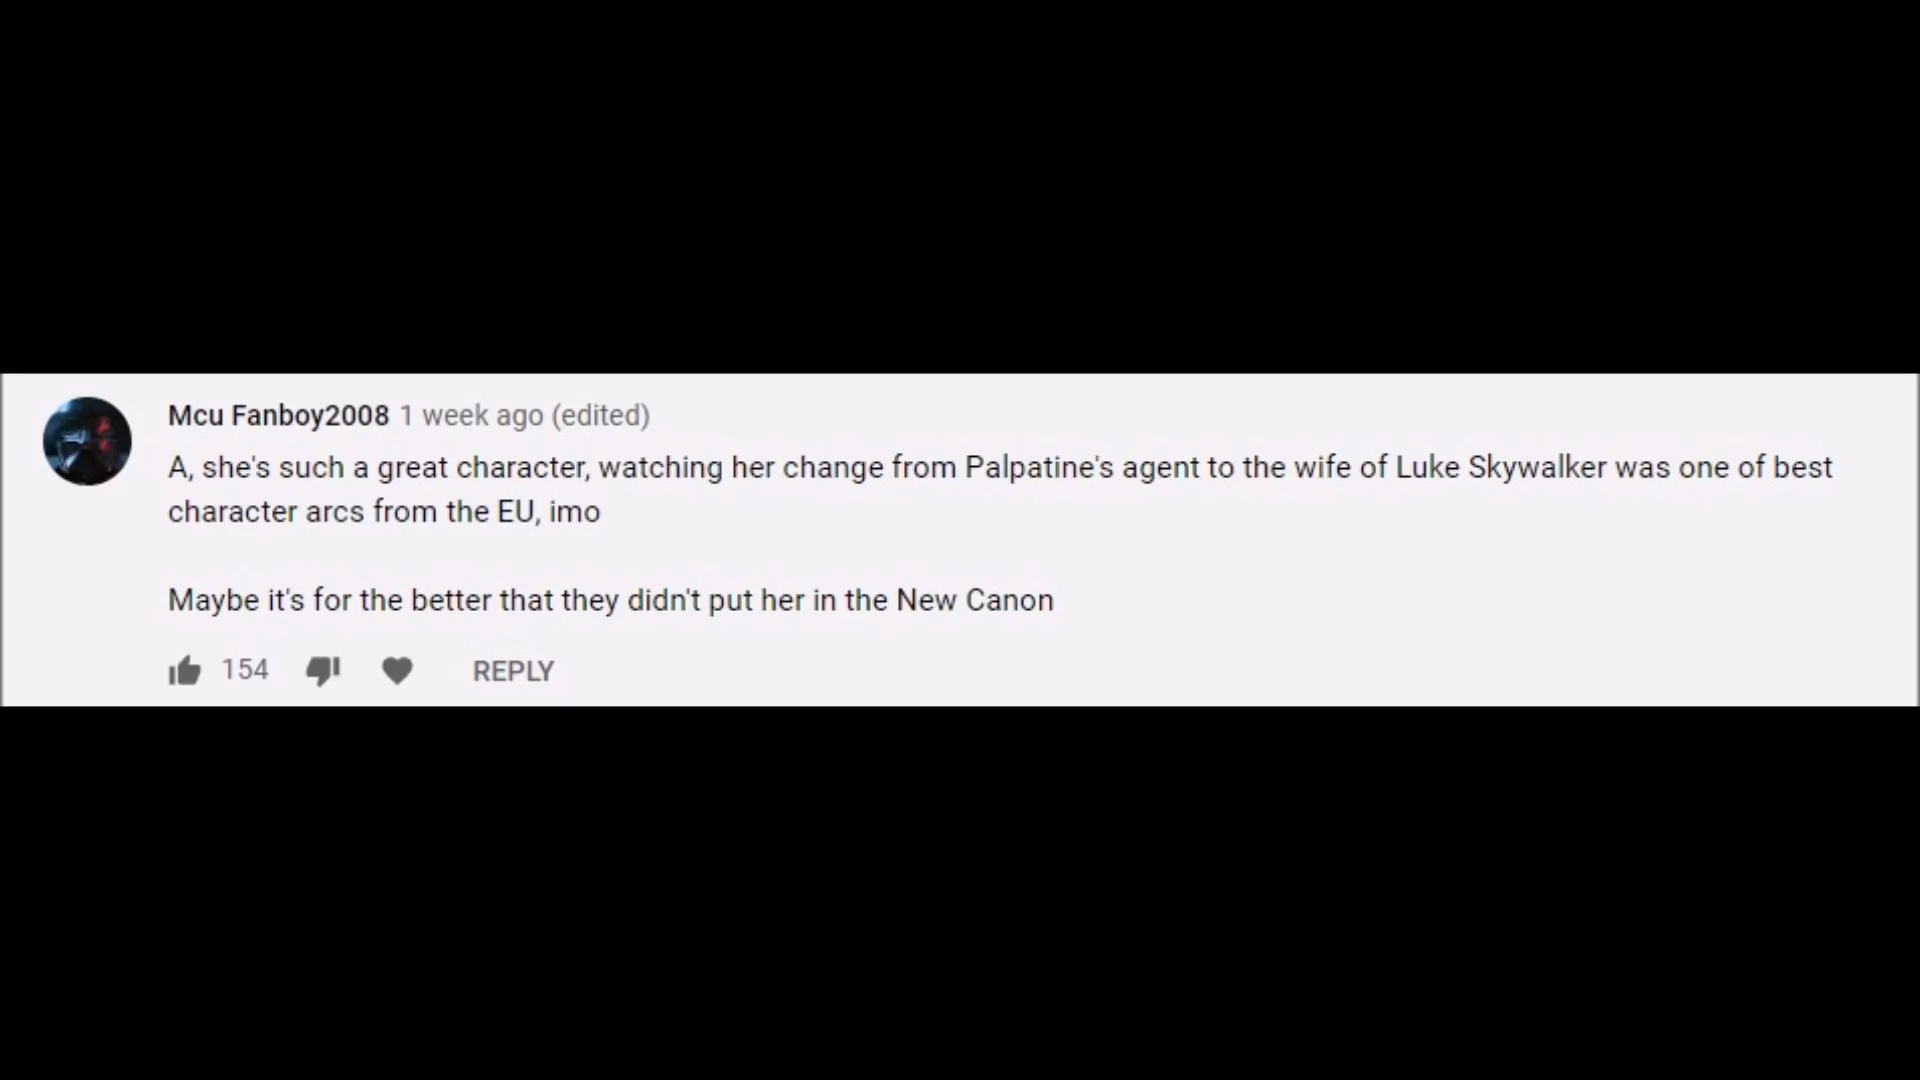 Mcu Fanboy2008 1 week ago (edited)
A, she's such a great character, watching her change from Palpatine's agent to the wife of Luke Skywalker was one of best
character arcs from the EU, imo
Maybe it's for the better that they didn't put her in the New Canon
154 REPLY